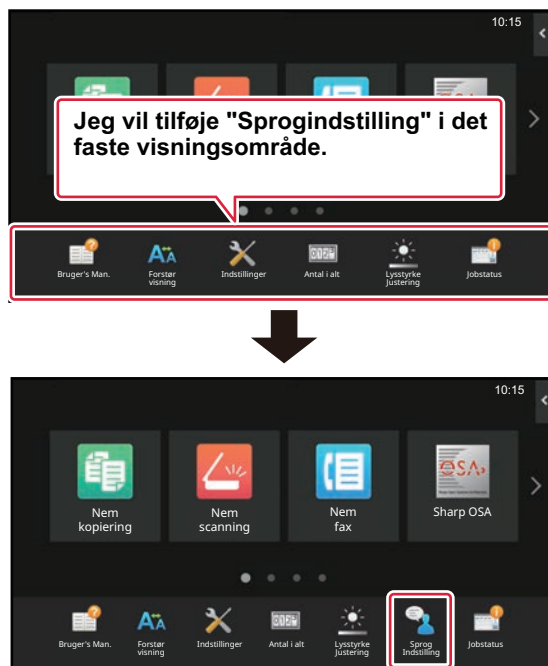 10:15
Jeg vil tilføje "Sprogindstilling" i det
faste visningsområde.
Bruger's Man.
Forstør
visning
Indstillinger
Antal i alt
Lysstyrke
Justering
Jobstatus
10:15
Nem
kopiering
Nem
scanning
Nem
fax
Sharp OSA
Bruger's Man.
Forstør
visning
Indstillinger
Antal i alt
Lysstyrke
Justering
Sprog
Indstilling
Jobstatus